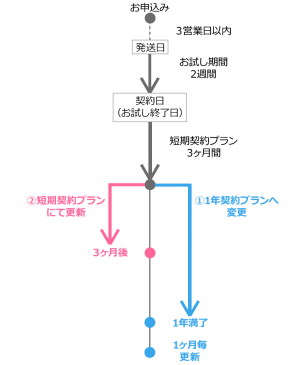 お申込み
3営業日以内
発送日
お試し期間
2週間
契約日
（お試し終了日）
短期契約プラン
3ヶ月間
②短期契約プラン
にて更新
①1年契約プランへ
変更
3ヶ月後
1年満了
1ヶ月毎
更新